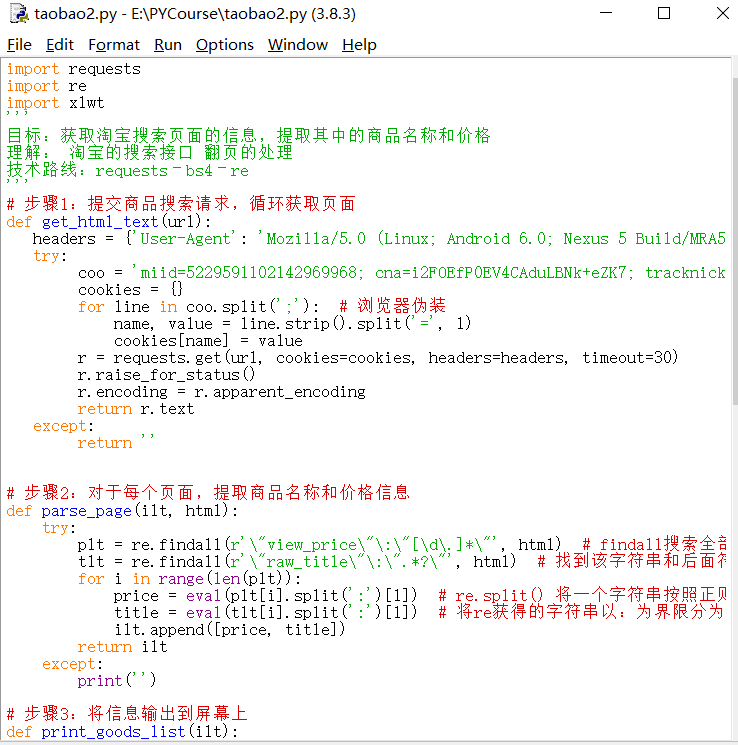 taobao2.py - E:\PYCourse\taobao2.py (3.8.3)
File Edit Format Run Options Window Help
import requests
import re
import xlwt
'''
目标：获取淘宝搜索页面的信息，提取其中的商品名称和价格
理解： 淘宝的搜索接口 翻页的处理
技术路线：requests－bs4－re
'''
# 步骤1：提交商品搜索请求，循环获取页面
def get_html_text(url):
   headers = {'User-Agent': 'Mozilla/5.0 (Linux; Android 6.0; Nexus 5 Build/MRA5
   try:
        coo = 'miid=5229591102142969968; cna=i2FOEfP0EV4CAduLBNk+eZK7; tracknick
        cookies = {}
        for line in coo.split(';'):  # 浏览器伪装
            name, value = line.strip().split('=', 1)
            cookies[name] = value
        r = requests.get(url, cookies=cookies, headers=headers, timeout=30)
        r.raise_for_status()
        r.encoding = r.apparent_encoding
        return r.text
   except:
        return ''
# 步骤2：对于每个页面，提取商品名称和价格信息
def parse_page(ilt, html):
    try:
        plt = re.findall(r'\"view_price\"\:\"[\d\.]*\"', html)  # findall搜索全部
        tlt = re.findall(r'\"raw_title\"\:\".*?\"', html)  # 找到该字符串和后面符
        for i in range(len(plt)):
            price = eval(plt[i].split(':')[1])  # re.split() 将一个字符串按照正则
            title = eval(tlt[i].split(':')[1])  # 将re获得的字符串以：为界限分为
            ilt.append([price, title])
        return ilt
    except:
        print('')
# 步骤3：将信息输出到屏幕上
def print_goods_list(ilt):